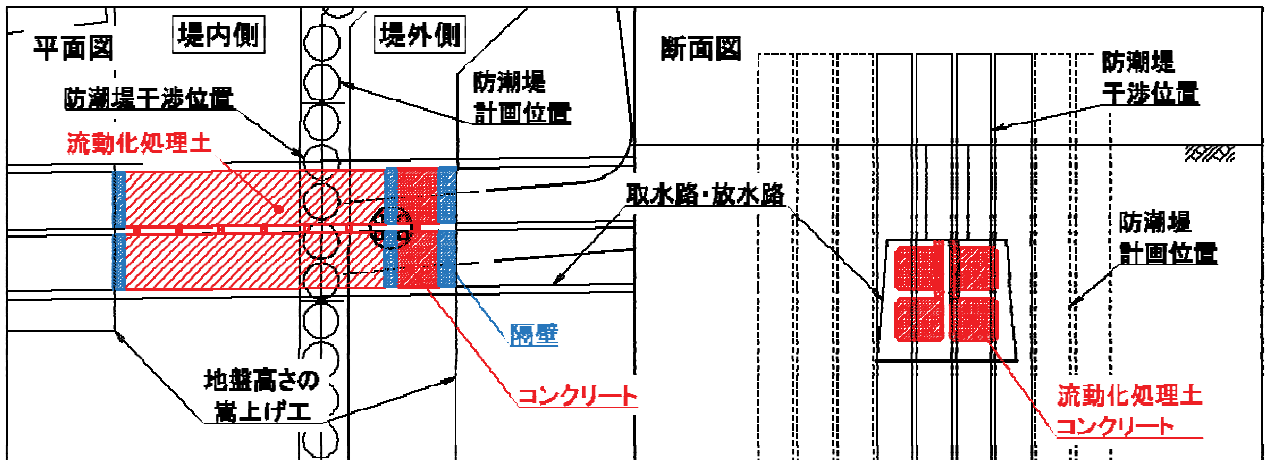 平面図
堤内側
堤外側
防潮堤
計画位置
防潮堤干渉位置
流動化処理土
取水路・放水路
隔壁
コンクリート
地盤高さの
嵩上げ工
断面図
防潮堤
干渉位置
防潮堤
計画位置
流動化処理土
コンクリート